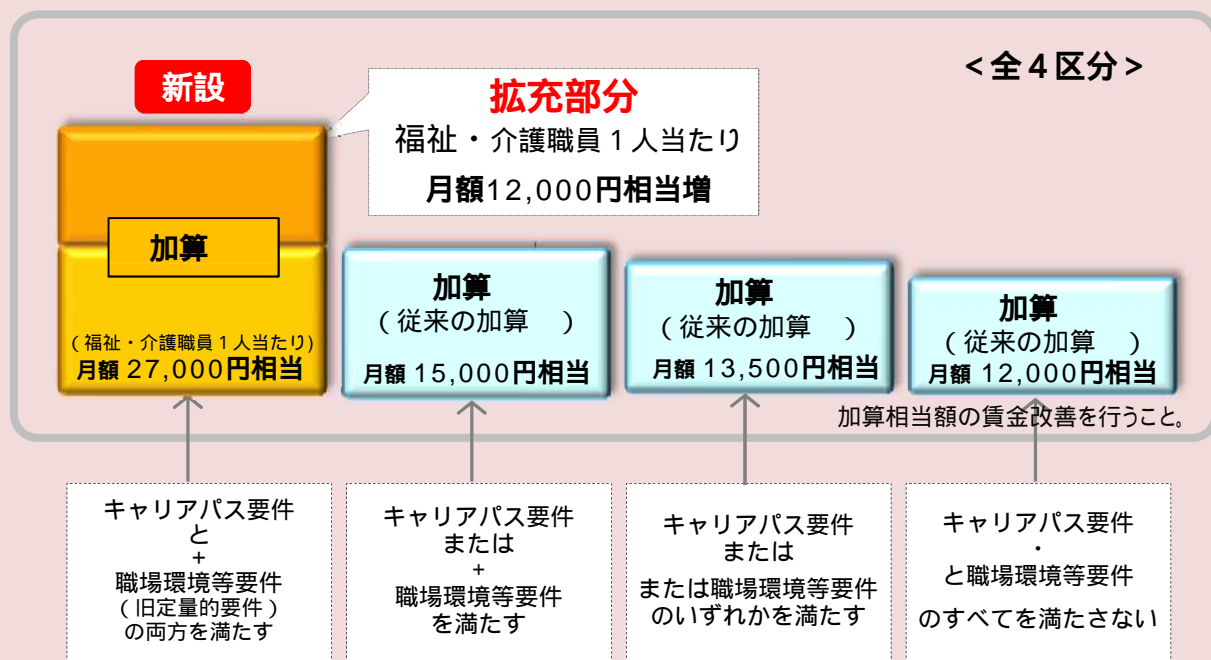 <全4区分>
新設
拡充部分
福祉・介護職員1人当たり
月額12,000円相当増
加算
(福祉・介護職員1人当たり)
月額 27,000円相当
加算
(従来の加算　)
月額 15,000円相当
加算
(従来の加算　)
月額 13,500円相当
加算
(従来の加算　)
月額 12,000円相当
加算相当額の賃金改善を行うこと。
キャリアパス要件
と
+
職場環境等要件
(旧定量的要件)
の両方を満たす
キャリアパス要件
または
+
職場環境等要件
を満たす
キャリアパス要件
または
または職場環境等要件
のいずれかを満たす
キャリアパス要件
・
と職場環境等要件
のすべてを満たさない